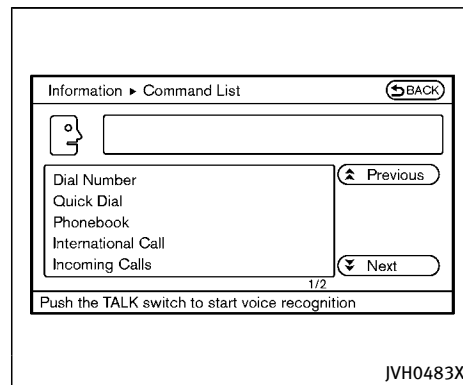 Information ▸ Command List
BACK
Dial Number
Quick Dial
Phonebook
International Call
Incoming Calls
Previous
Next
1/2
Push the TALK switch to start voice recognition
JVH0483X